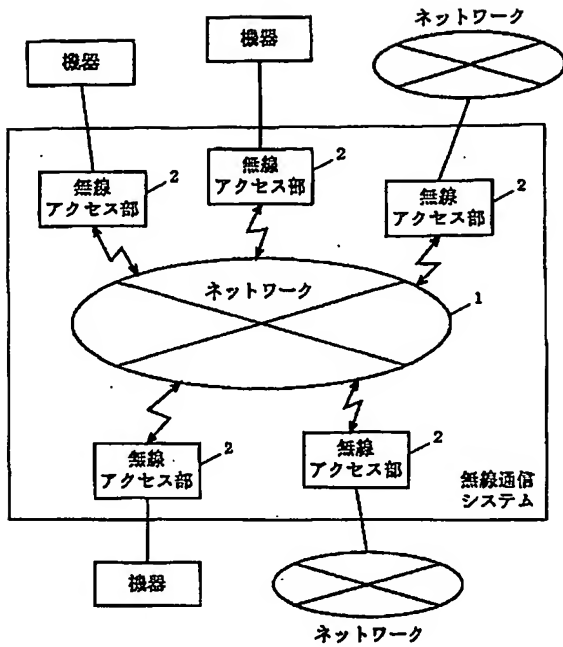 ネットワーク
機器
機器
無線
アクセス部
2
無線
アクセス部
2
無線
アクセス部
2
ネットワーク
1
無線
アクセス部
2
無線
アクセス部
2
無線通信
システム
機器
ネットワーク